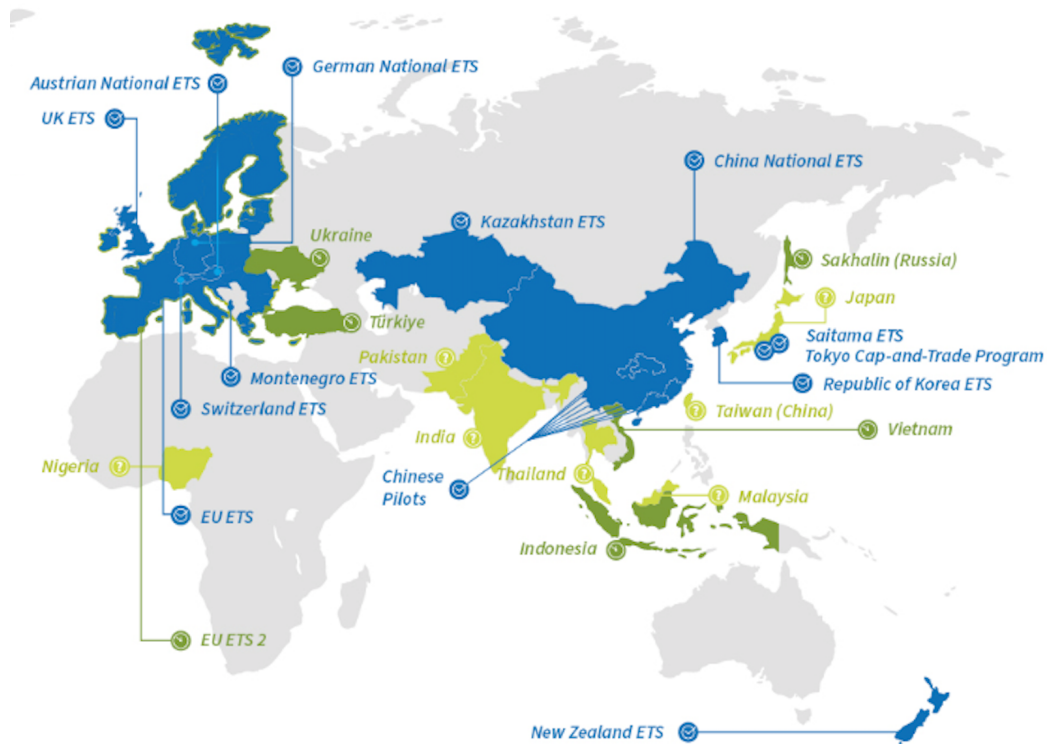 German National ETS
Austrian National ETS
UK ETS
China National ETS
Kazakhstan ETS
Ukraine
Sakhalin (Russia)
Japan
Türkiye
Saitama ETS
Tokyo Cap-and-Trade Program
Pakistan
Montenegro ETS
Republic of Korea ETS
Switzerland ETS
Taiwan (China)
India
Vietnam
Nigeria
Chinese
Pilots
Thailand
Malaysia
EU ETS
Indonesia
EU ETS 2
New Zealand ETS